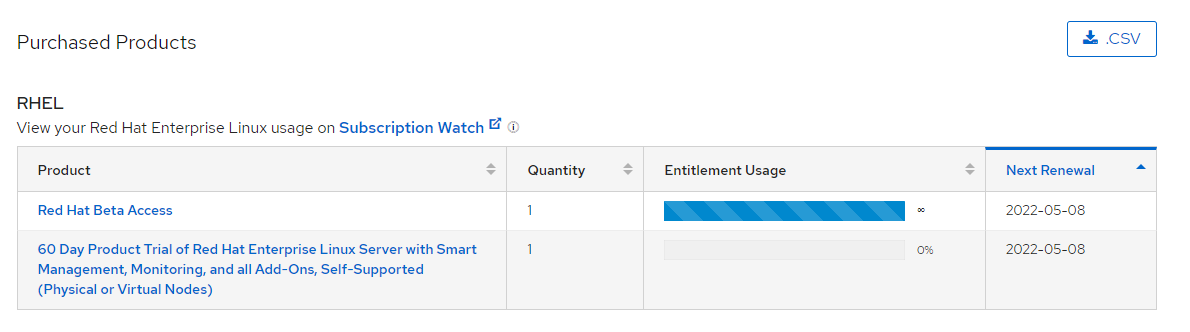 Purchased Products
.CSV
RHEL
View your Red Hat Enterprise Linux usage on Subscription Watch
Product Quantity Entitlement Usage Next Renewal
Red Hat Beta Access 1 ∞ 2022-05-08
60 Day Product Trial of Red Hat Enterprise Linux Server with Smart 1 0% 2022-05-08
Management, Monitoring, and all Add-Ons, Self-Supported
(Physical or Virtual Nodes)